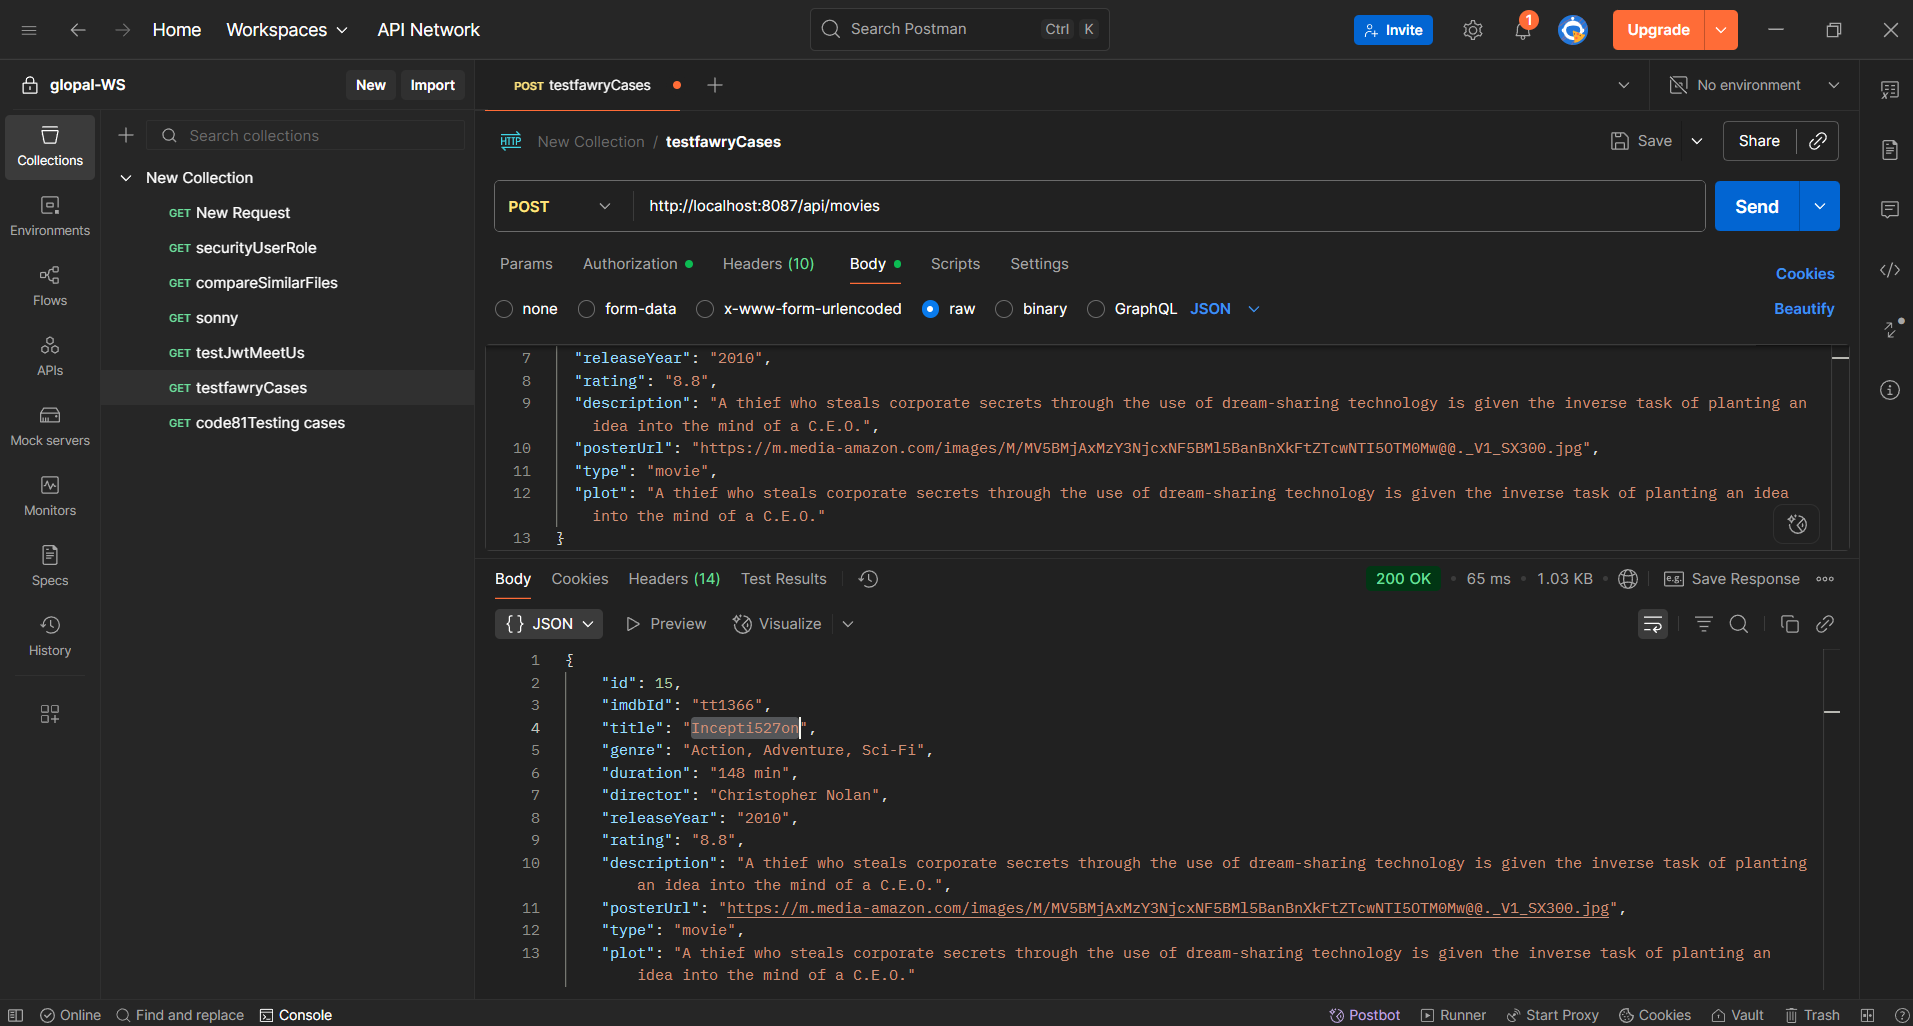 Home Workspaces API Network Search Postman Ctrl K Invite 1 Upgrade
glopal-WS New Import POST testfawryCases No environment
Search collections
Collections
New Collection
GET New Request
GET securityUserRole
GET compareSimilarFiles
GET sonny
GET testJwtMeetUs
GET testfawryCases
GET code81Testing cases
Environments
Flows
APIs
Mock servers
Monitors
Specs
History
HTTP New Collection / testfawryCases Save Share
POST http://localhost:8087/api/movies Send
Params Authorization Headers (10) Body Scripts Settings Cookies
none form-data x-www-form-urlencoded raw binary GraphQL JSON Beautify
7 "releaseYear": "2010",
8 "rating": "8.8",
9 "description": "A thief who steals corporate secrets through the use of dream-sharing technology is given the inverse task of planting an
idea into the mind of a C.E.O.",
10 "posterUrl": "https://m.media-amazon.com/images/M/MV5BMjAxMzY3NjcxNF5BMl5BanBnXkFtZTcwNTI5OTM0Mw@@._V1_SX300.jpg",
11 "type": "movie",
12 "plot": "A thief who steals corporate secrets through the use of dream-sharing technology is given the inverse task of planting an idea
into the mind of a C.E.O."
13 }
Body Cookies Headers (14) Test Results 200 OK • 65 ms • 1.03 KB • e.g. Save Response
{} JSON Preview Visualize
1 {
2 "id": 15,
3 "imdbId": "tt1366",
4 "title": "Incepti527on",
5 "genre": "Action, Adventure, Sci-Fi",
6 "duration": "148 min",
7 "director": "Christopher Nolan",
8 "releaseYear": "2010",
9 "rating": "8.8",
10 "description": "A thief who steals corporate secrets through the use of dream-sharing technology is given the inverse task of planting
an idea into the mind of a C.E.O.",
11 "posterUrl": "https://m.media-amazon.com/images/M/MV5BMjAxMzY3NjcxNF5BMl5BanBnXkFtZTcwNTI5OTM0Mw@@._V1_SX300.jpg",
12 "type": "movie",
13 "plot": "A thief who steals corporate secrets through the use of dream-sharing technology is given the inverse task of planting an
idea into the mind of a C.E.O."
Online Find and replace Console Postbot Runner Start Proxy Cookies Vault Trash